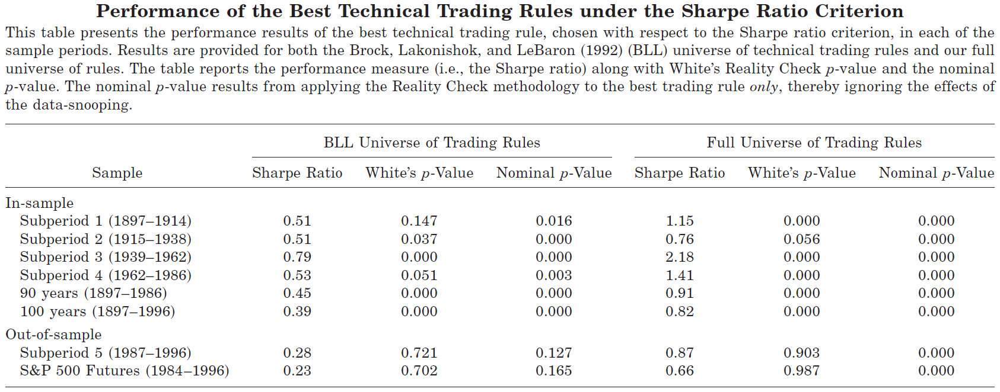 Performance of the Best Technical Trading Rules under the Sharpe Ratio Criterion
This table presents the performance results of the best technical trading rule, chosen with respect to the Sharpe ratio criterion, in each of the
sample periods. Results are provided for both the Brock, Lakonishok, and LeBaron (1992) (BLL) universe of technical trading rules and our full
universe of rules. The table reports the performance measure (i.e., the Sharpe ratio) along with White's Reality Check p-value and the nominal
p-value. The nominal p-value results from applying the Reality Check methodology to the best trading rule only, thereby ignoring the effects of
the data-snooping.
BLL Universe of Trading Rules Full Universe of Trading Rules
Sample Sharpe Ratio White's p-Value Nominal p-Value Sharpe Ratio White's p-Value Nominal p-Value
In-sample
Subperiod 1 (1897–1914) 0.51 0.147 0.016 1.15 0.000 0.000
Subperiod 2 (1915–1938) 0.51 0.037 0.000 0.76 0.056 0.000
Subperiod 3 (1939–1962) 0.79 0.000 0.000 2.18 0.000 0.000
Subperiod 4 (1962–1986) 0.53 0.051 0.003 1.41 0.000 0.000
90 years (1897–1986) 0.45 0.000 0.000 0.91 0.000 0.000
100 years (1897–1996) 0.39 0.000 0.000 0.82 0.000 0.000
Out-of-sample
Subperiod 5 (1987–1996) 0.28 0.721 0.127 0.87 0.903 0.000
S&P 500 Futures (1984–1996) 0.23 0.702 0.165 0.66 0.987 0.000